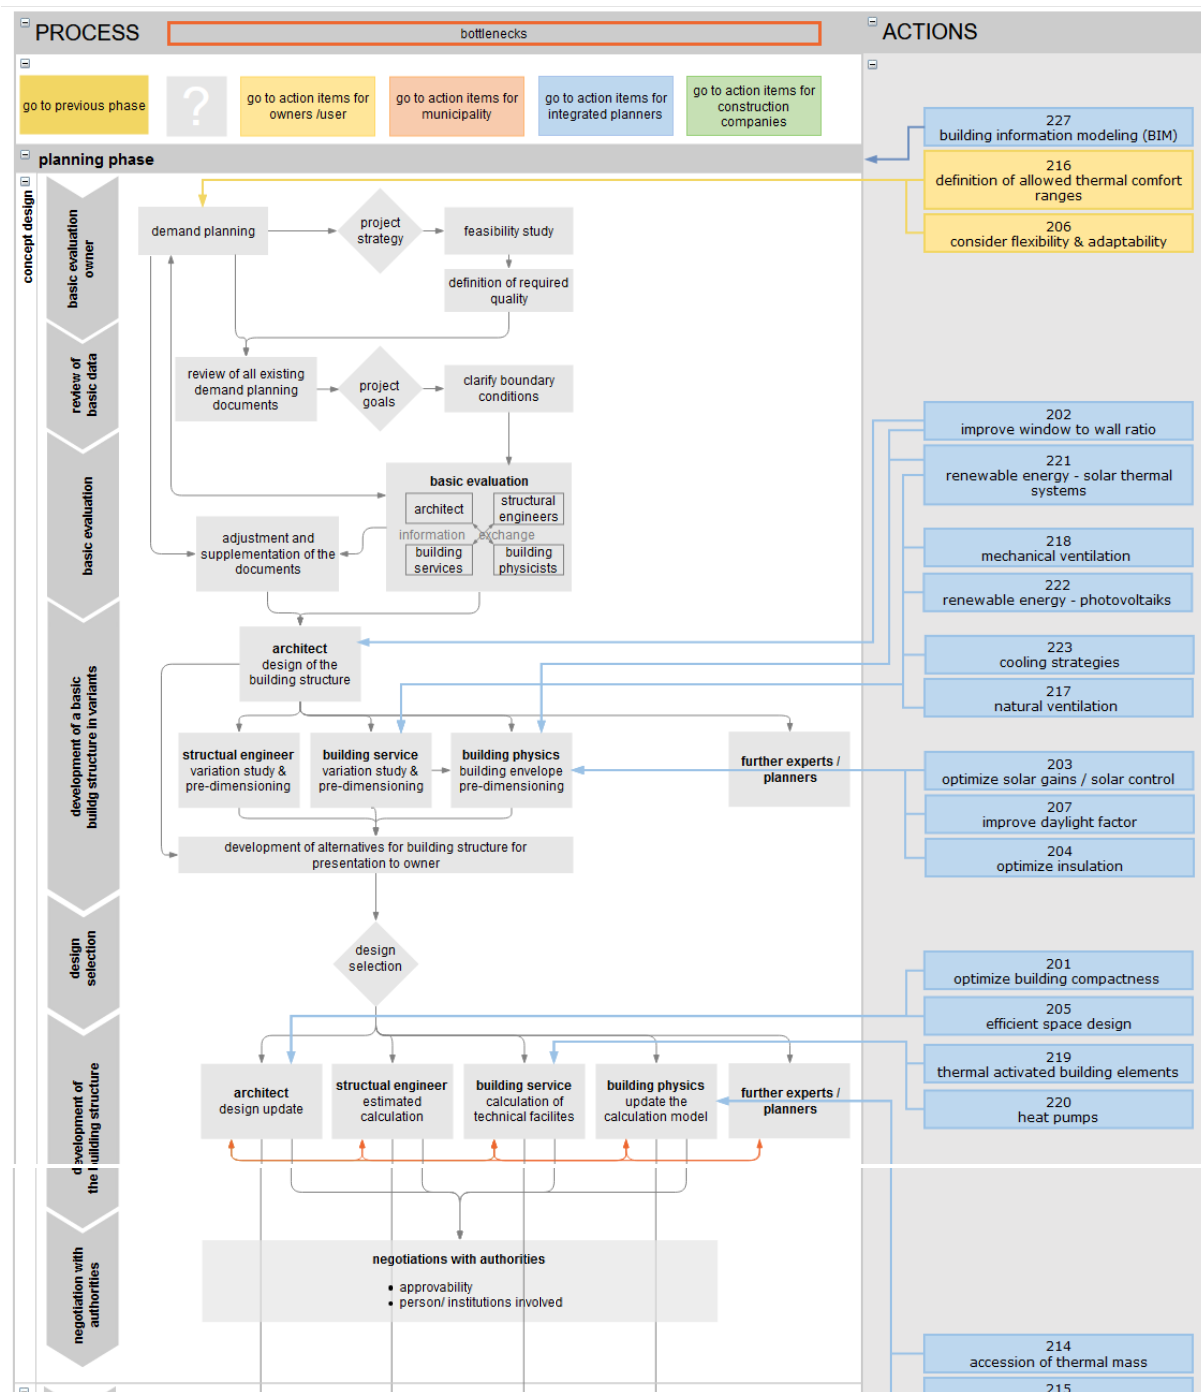 PROCESS
bottlenecks
ACTIONS
go to previous phase
?
go to action items for
owners /user
go to action items for
municipality
go to action items for
integrated planners
go to action items for
construction
companies
planning phase
concept design
basic evaluation
owner
demand planning
project
strategy
feasibility study
definition of required
quality
227
building information modeling (BIM)
216
definition of allowed thermal comfort
ranges
206
consider flexibility & adaptability
review of
basic data
review of all existing
demand planning
documents
project
goals
clarify boundary
conditions
basic evaluation
basic evaluation
architect
structural
engineers
information exchange
building
services
building
physicists
adjustment and
supplementation of the
documents
202
improve window to wall ratio
221
renewable energy - solar thermal
systems
218
mechanical ventilation
222
renewable energy - photovoltaiks
223
cooling strategies
217
natural ventilation
development of a basic
buildg structure in variants
architect
design of the
building structure
structual engineer
variation study &
pre-dimensioning
building service
variation study &
pre-dimensioning
building physics
building envelope
pre-dimensioning
further experts /
planners
development of alternatives for building structure for
presentation to owner
203
optimize solar gains / solar control
207
improve daylight factor
204
optimize insulation
design
selection
design
selection
201
optimize building compactness
205
efficient space design
219
thermal activated building elements
220
heat pumps
development of
the building structure
architect
design update
structual engineer
estimated
calculation
building service
calculation of
technical facilites
building physics
update the
calculation model
further experts /
planners
negotiation with
authorities
negotiations with authorities
• approvability
• person/ institutions involved
214
accession of thermal mass
215